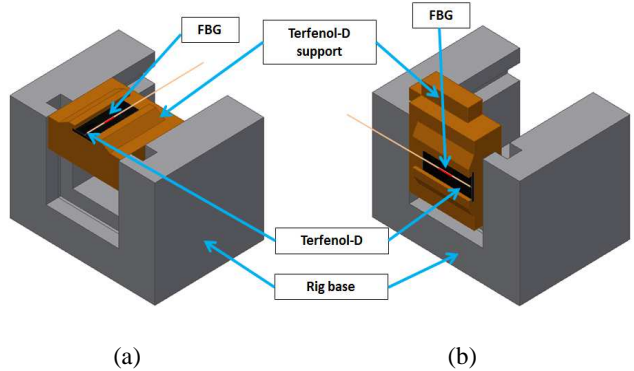 FBG
Terfenol-D
support
FBG
Terfenol-D
Rig base
(a)
(b)